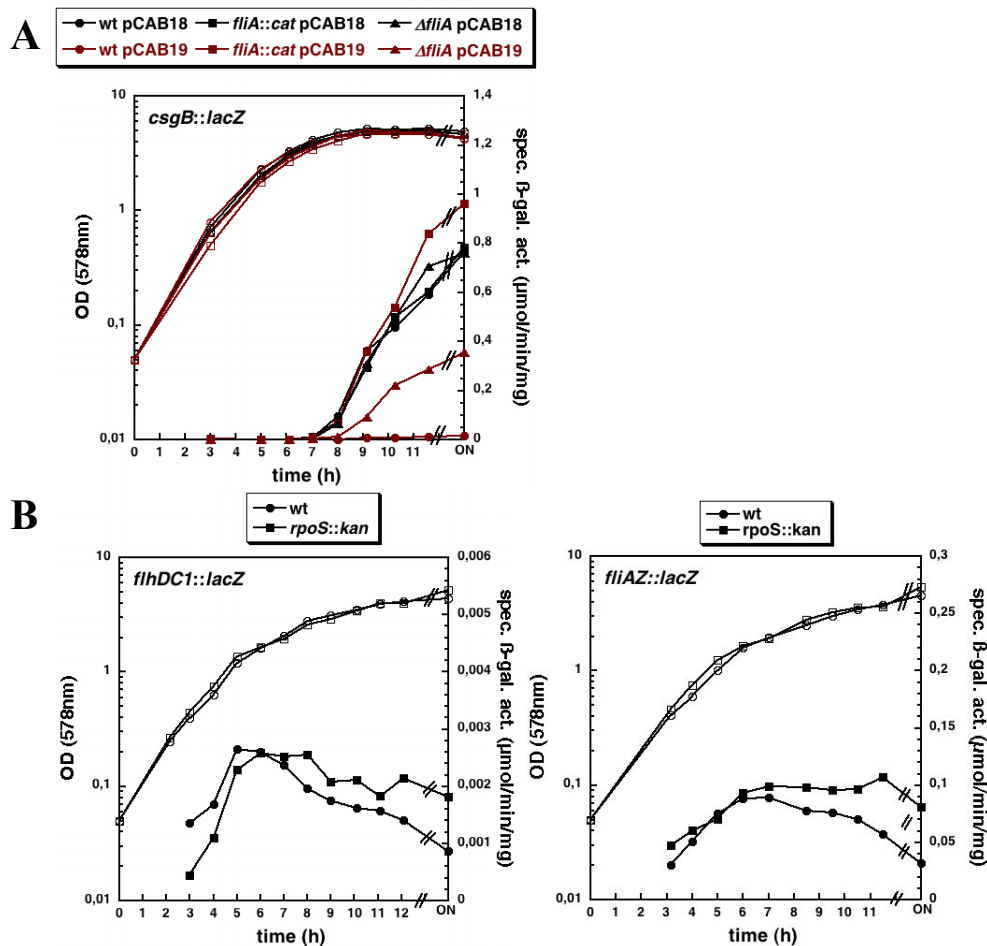 A
wt pCAB18 fliA::cat pCAB18 ΔfliA pCAB18
wt pCAB19 fliA::cat pCAB19 ΔfliA pCAB19
csgB::lacZ
OD (578nm)
10
1
0,1
0,01
spec. ß-gal. act. (µmol/min/mg)
1,4
1,2
1
0,8
0,6
0,4
0,2
0
0 1 2 3 4 5 6 7 8 9 10 11 ON
time (h)
B
wt
rpoS::kan
flhDC1::lacZ
OD (578nm)
10
1
0,1
0,01
spec. ß-gal. act. (µmol/min/mg)
0,006
0,005
0,004
0,003
0,002
0,001
0
0 1 2 3 4 5 6 7 8 9 10 11 12 ON
time (h)
wt
rpoS::kan
fliAZ::lacZ
OD (578nm)
10
1
0,1
0,01
spec. ß-gal. act. (µmol/min/mg)
0,3
0,25
0,2
0,15
0,1
0,05
0
0 1 2 3 4 5 6 7 8 9 10 11 ON
time (h)